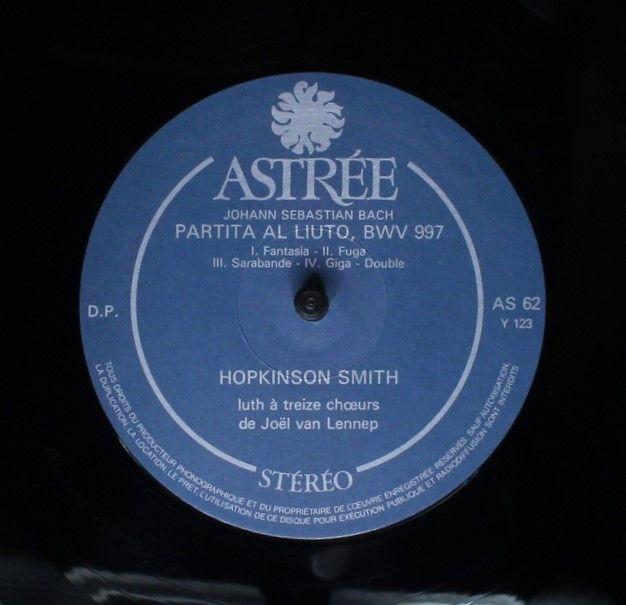 ASTRÉE
JOHANN SEBASTIAN BACH
PARTITA AL LIUTO, BWV 997
I. Fantasia - II. Fuga
III. Sarabande - IV. Giga - Double
D.P.
AS 62
Y 123
HOPKINSON SMITH
luth à treize chœurs
de Joël van Lennep
STÉRÉO
TOUS DROITS DU PRODUCTEUR PHONOGRAPHIQUE ET DU PROPRIÉTAIRE DE L'ŒUVRE ENREGISTRÉE RÉSERVÉS. SAUF AUTORISATION,
LA DUPLICATION, LA LOCATION, LE PRET, L'UTILISATION DE CE DISQUE POUR EXÉCUTION PUBLIQUE ET RADIODIFFUSION SONT INTERDITS